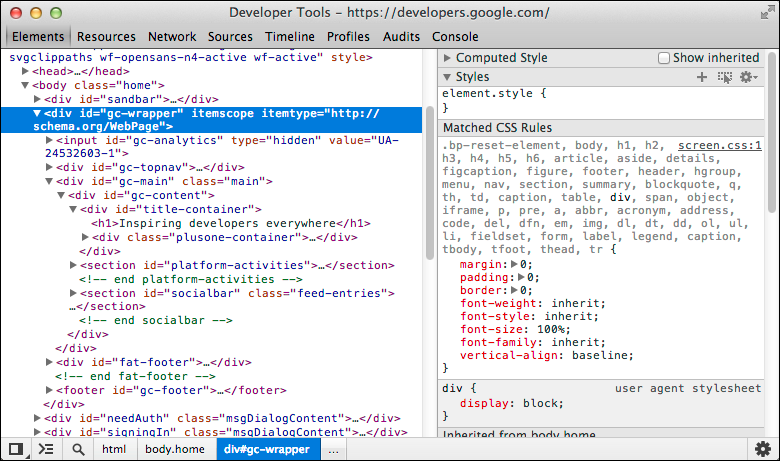 Developer Tools - https://developers.google.com/
Elements Resources Network Sources Timeline Profiles Audits Console
svgclippaths wf-opensans-n4-active wf-active" style>
▶<head>…</head>
▼<body class="home">
▶<div id="sandbar">…</div>
▼<div id="gc-wrapper" itemscope itemtype="http://
schema.org/WebPage">
▶<input id="gc-analytics" type="hidden" value="UA-
24532603-1">
▶<div id="gc-topnav">…</div>
▼<div id="gc-main" class="main">
▼<div id="gc-content">
▼<div id="title-container">
<h1>Inspiring developers everywhere</h1>
▶<div class="plusone-container">…</div>
</div>
▶<section id="platform-activities">…</section>
<!-- end platform-activities -->
▶<section id="socialbar" class="feed-entries">
…</section>
<!-- end socialbar -->
</div>
</div>
▶<div id="fat-footer">…</div>
<!-- end fat-footer -->
▶<footer id="gc-footer">…</footer>
</div>
▶<div id="needAuth" class="msgDialogContent">…</div>
▶<div id="signingIn" class="msgDialogContent">…</div>
▶ Computed Style Show inherited
▼ Styles
element.style {
}
Matched CSS Rules
.bp-reset-element, body, h1, h2, screen.css:1
h3, h4, h5, h6, article, aside, details,
figcaption, figure, footer, header, hgroup,
menu, nav, section, summary, blockquote, q,
th, td, caption, table, div, span, object,
iframe, p, pre, a, abbr, acronym, address,
code, del, dfn, em, img, dl, dt, dd, ol, ul,
li, fieldset, form, label, legend, caption,
tbody, tfoot, thead, tr {
margin:▶0;
padding:▶0;
border:▶0;
font-weight: inherit;
font-style: inherit;
font-size: 100%;
font-family: inherit;
vertical-align: baseline;
}
div { user agent stylesheet
display: block;
}
Inherited from body.home
html body.home div#gc-wrapper ...